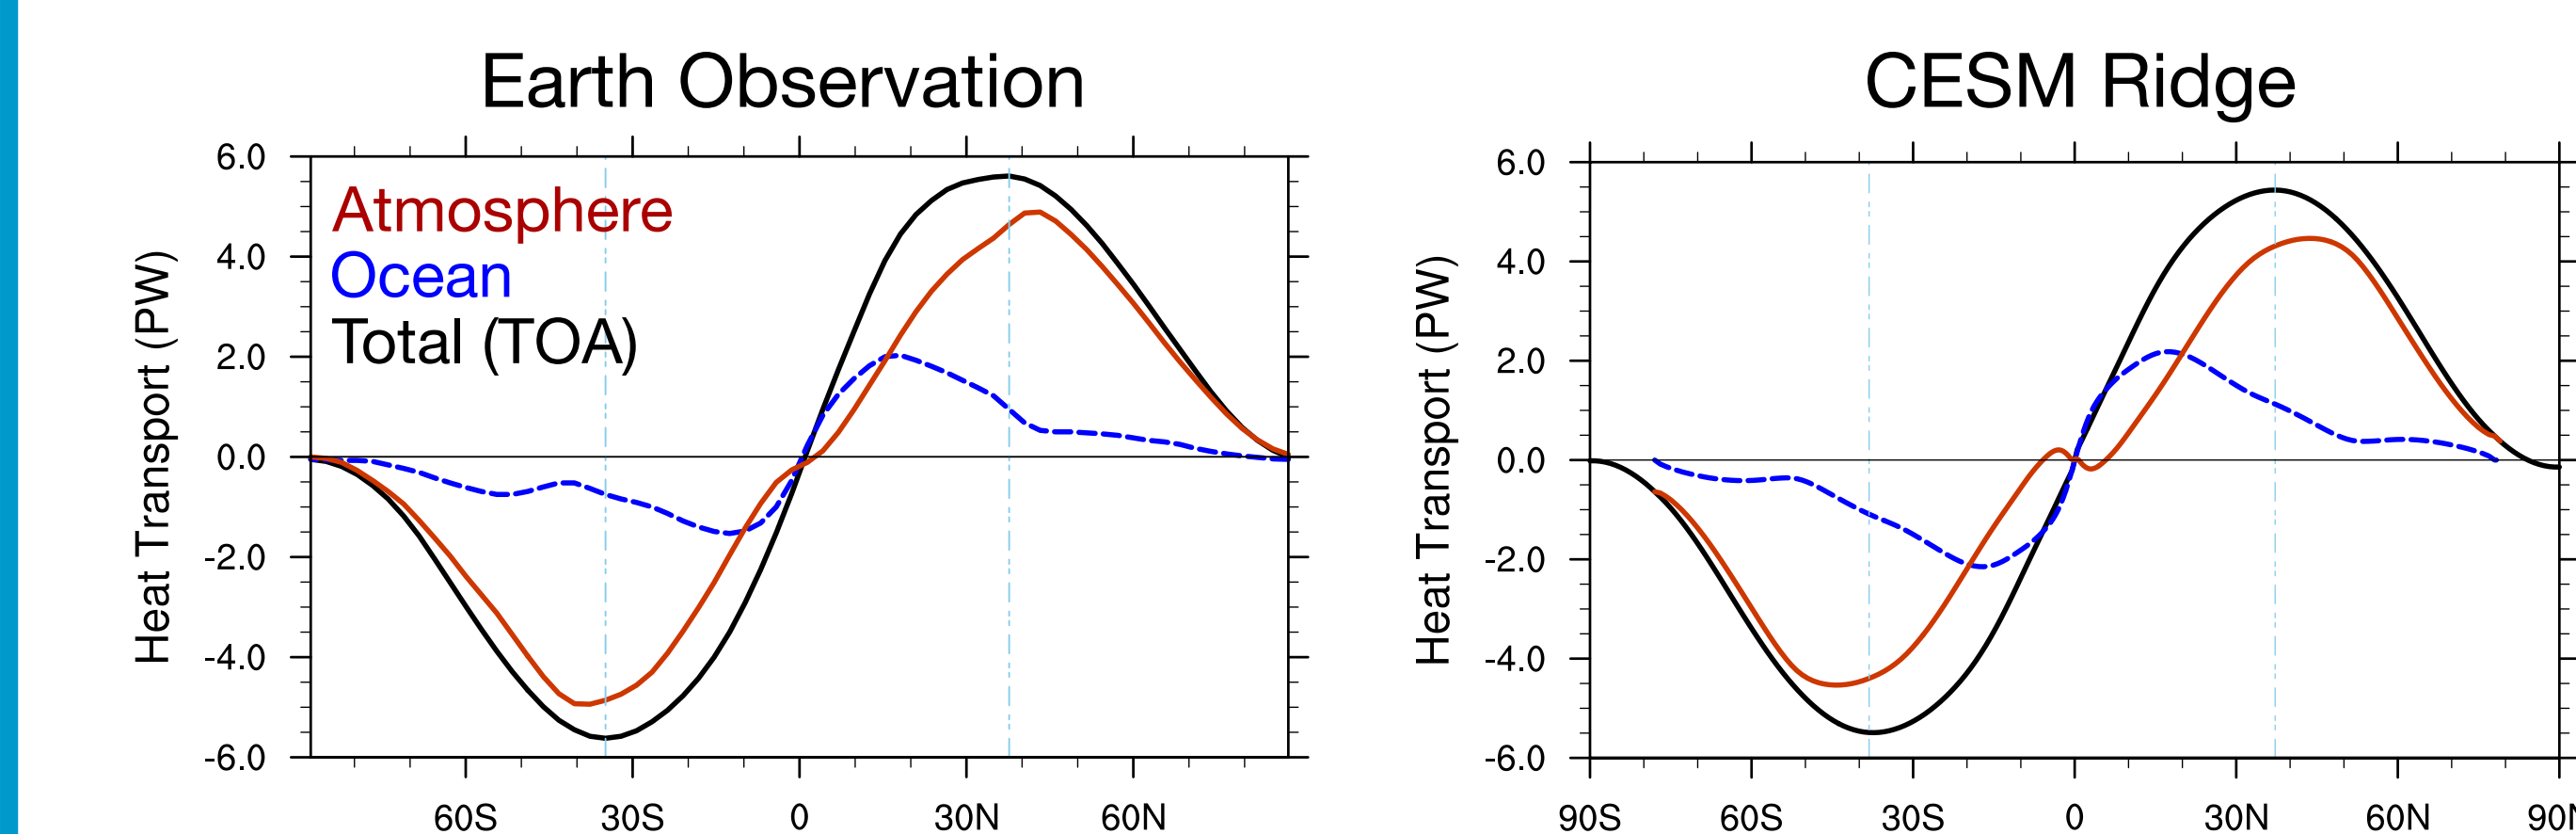 Earth Observation
6.0
4.0
2.0
0.0
-2.0
-4.0
-6.0
Heat Transport (PW)
Atmosphere
Ocean
Total (TOA)
60S 30S 0 30N 60N
CESM Ridge
6.0
4.0
2.0
0.0
-2.0
-4.0
-6.0
Heat Transport (PW)
90S 60S 30S 0 30N 60N 90N